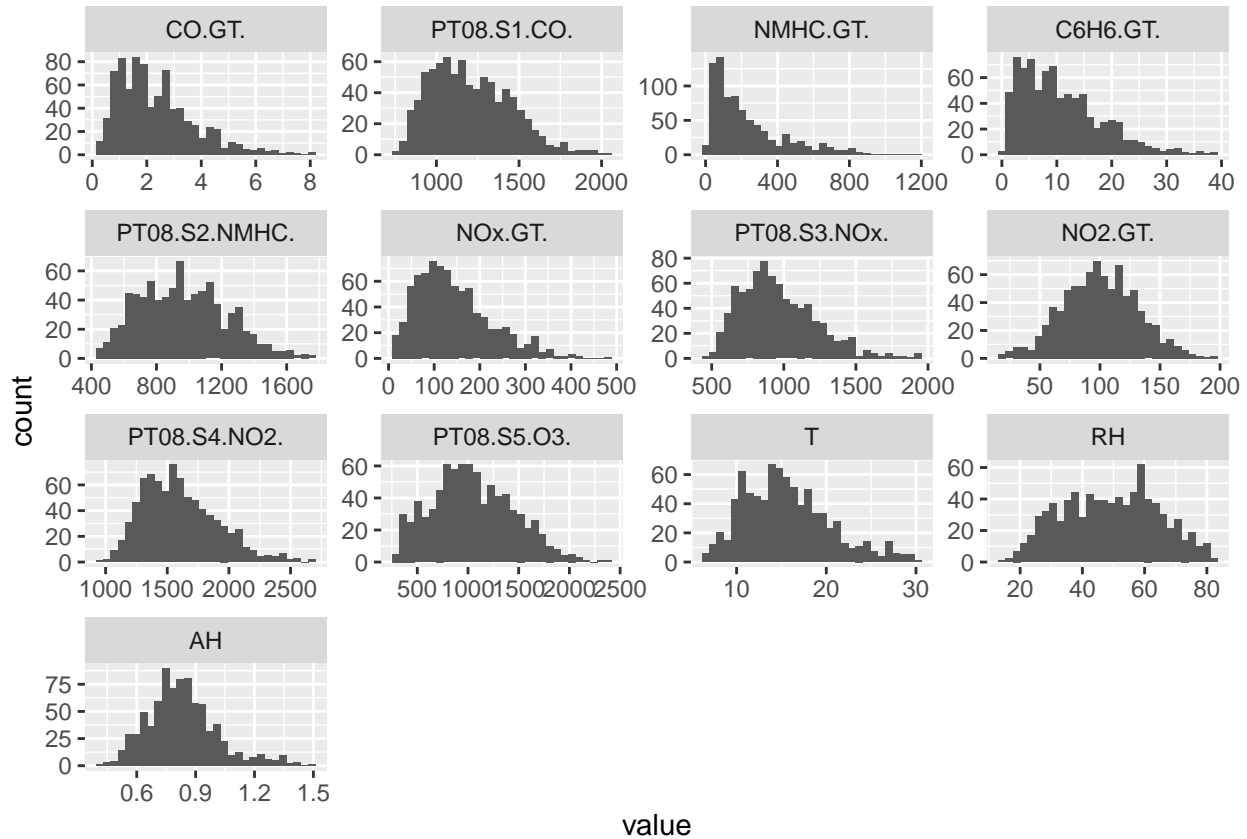 CO.GT. PT08.S1.CO. NMHC.GT. C6H6.GT.
80
60
40
20
0
0 2 4 6 8
60
40
20
0
1000 1500 2000
100
50
0
0 400 800 1200
60
40
20
0
0 10 20 30 40
PT08.S2.NMHC. NOx.GT. PT08.S3.NOx. NO2.GT.
60
40
20
0
400 800 1200 1600
60
40
20
0
0 100 200 300 400 500
80
60
40
20
0
500 1000 1500 2000
60
40
20
0
50 100 150 200
PT08.S4.NO2. PT08.S5.O3. T RH
60
40
20
0
1000 1500 2000 2500
60
40
20
0
500 1000 1500 2000 2500
60
40
20
0
10 20 30
60
40
20
0
20 40 60 80
AH
75
50
25
0
0.6 0.9 1.2 1.5
count
value